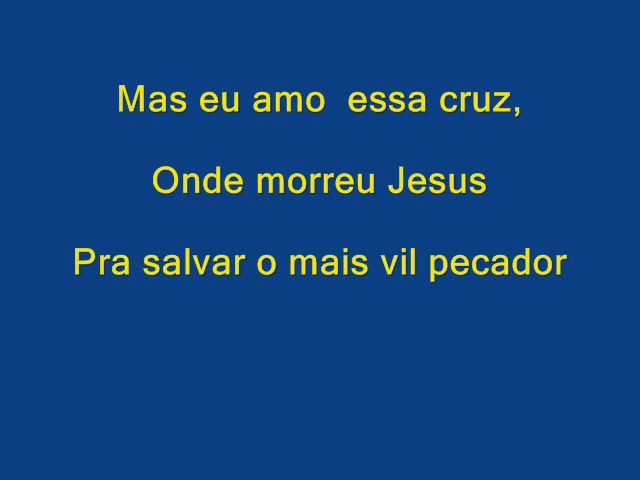 Mas eu amo  essa cruz,
Onde morreu Jesus
Pra salvar o mais vil pecador